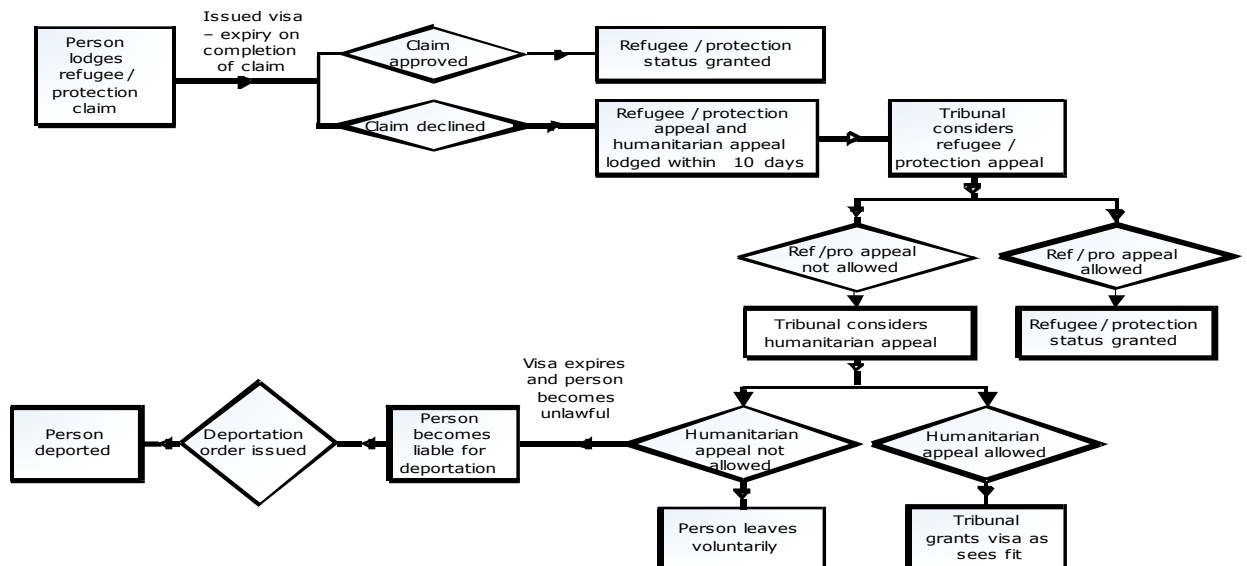 Person
lodges
refugee /
protection
claim
Issued visa
– expiry on
completion
of claim
Claim
approved
Refugee / protection
status granted
Claim declined
Refugee / protection
appeal and
humanitarian appeal
lodged within 10 days
Tribunal
considers
refugee /
protection appeal
Ref/pro appeal
not allowed
Ref/pro appeal
allowed
Tribunal considers
humanitarian appeal
Refugee / protection
status granted
Visa expires
and person
becomes
unlawful
Person
deported
Deportation
order issued
Person
becomes
liable for
deportation
Humanitarian
appeal not
allowed
Humanitarian
appeal allowed
Person leaves
voluntarily
Tribunal
grants visa as
sees fit